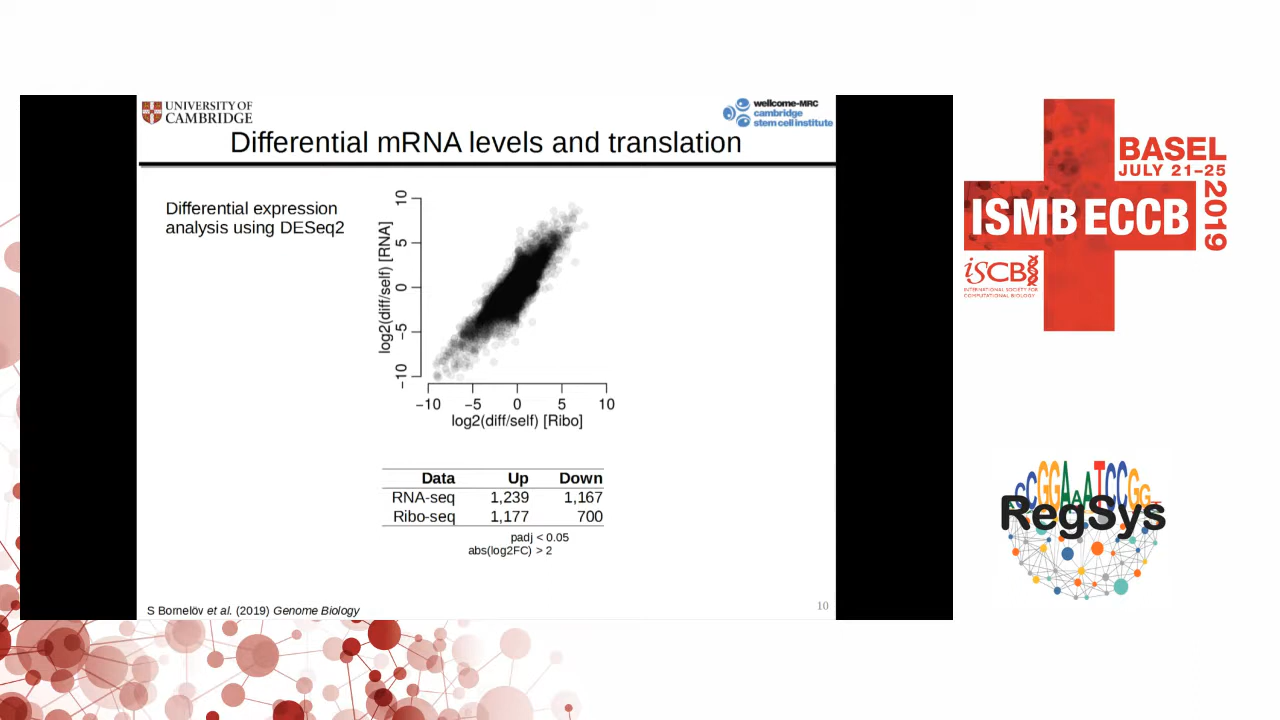 UNIVERSITY OF
CAMBRIDGE
wellcome-MRC
cambridge
stem cell institute
Differential mRNA levels and translation
Differential expression
analysis using DESeq2
log2(diff/self) [RNA]
10
5
0
−5
−10
−10 −5 0 5 10
log2(diff/self) [Ribo]
Data Up Down
RNA-seq 1,239 1,167
Ribo-seq 1,177 700
padj < 0.05
abs(log2FC) > 2
S Bornelöv et al. (2019) Genome Biology
10
BASEL
JULY 21–25
2019
ISMB ECCB
iSCB
INTERNATIONAL SOCIETY FOR
COMPUTATIONAL BIOLOGY
CCGGAAATCCGG
RegSys